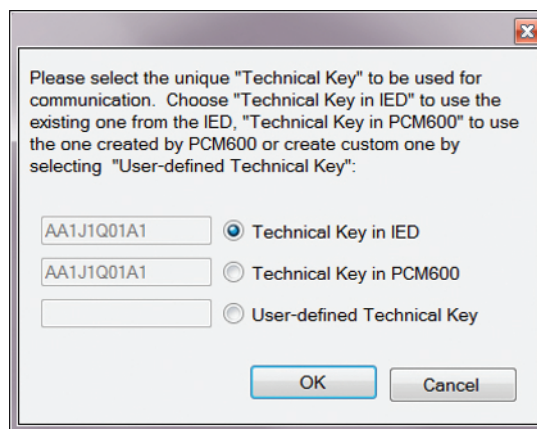 Please select the unique "Technical Key" to be used for
communication.  Choose "Technical Key in IED" to use the
existing one from the IED, "Technical Key in PCM600" to use
the one created by PCM600 or create custom one by
selecting  "User-defined Technical Key":
AA1J1Q01A1 Technical Key in IED
AA1J1Q01A1 Technical Key in PCM600
User-defined Technical Key
OK Cancel